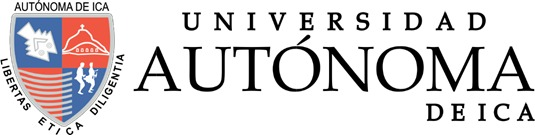 AUTÓNOMA DE ICA
LIBERTAS ETICA DILIGENTIA
UNIVERSIDAD
AUTÓNOMA
DE ICA